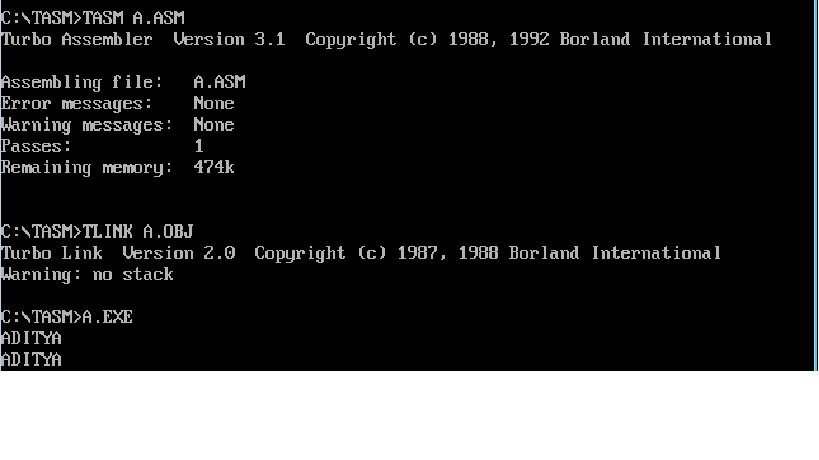 C:\TASM>TASM A.ASM
Turbo Assembler  Version 3.1  Copyright (c) 1988, 1992 Borland International
Assembling file:   A.ASM
Error messages:    None
Warning messages:  None
Passes:            1
Remaining memory:  474k
C:\TASM>TLINK A.OBJ
Turbo Link  Version 2.0  Copyright (c) 1987, 1988 Borland International
Warning: no stack
C:\TASM>A.EXE
ADITYA
ADITYA